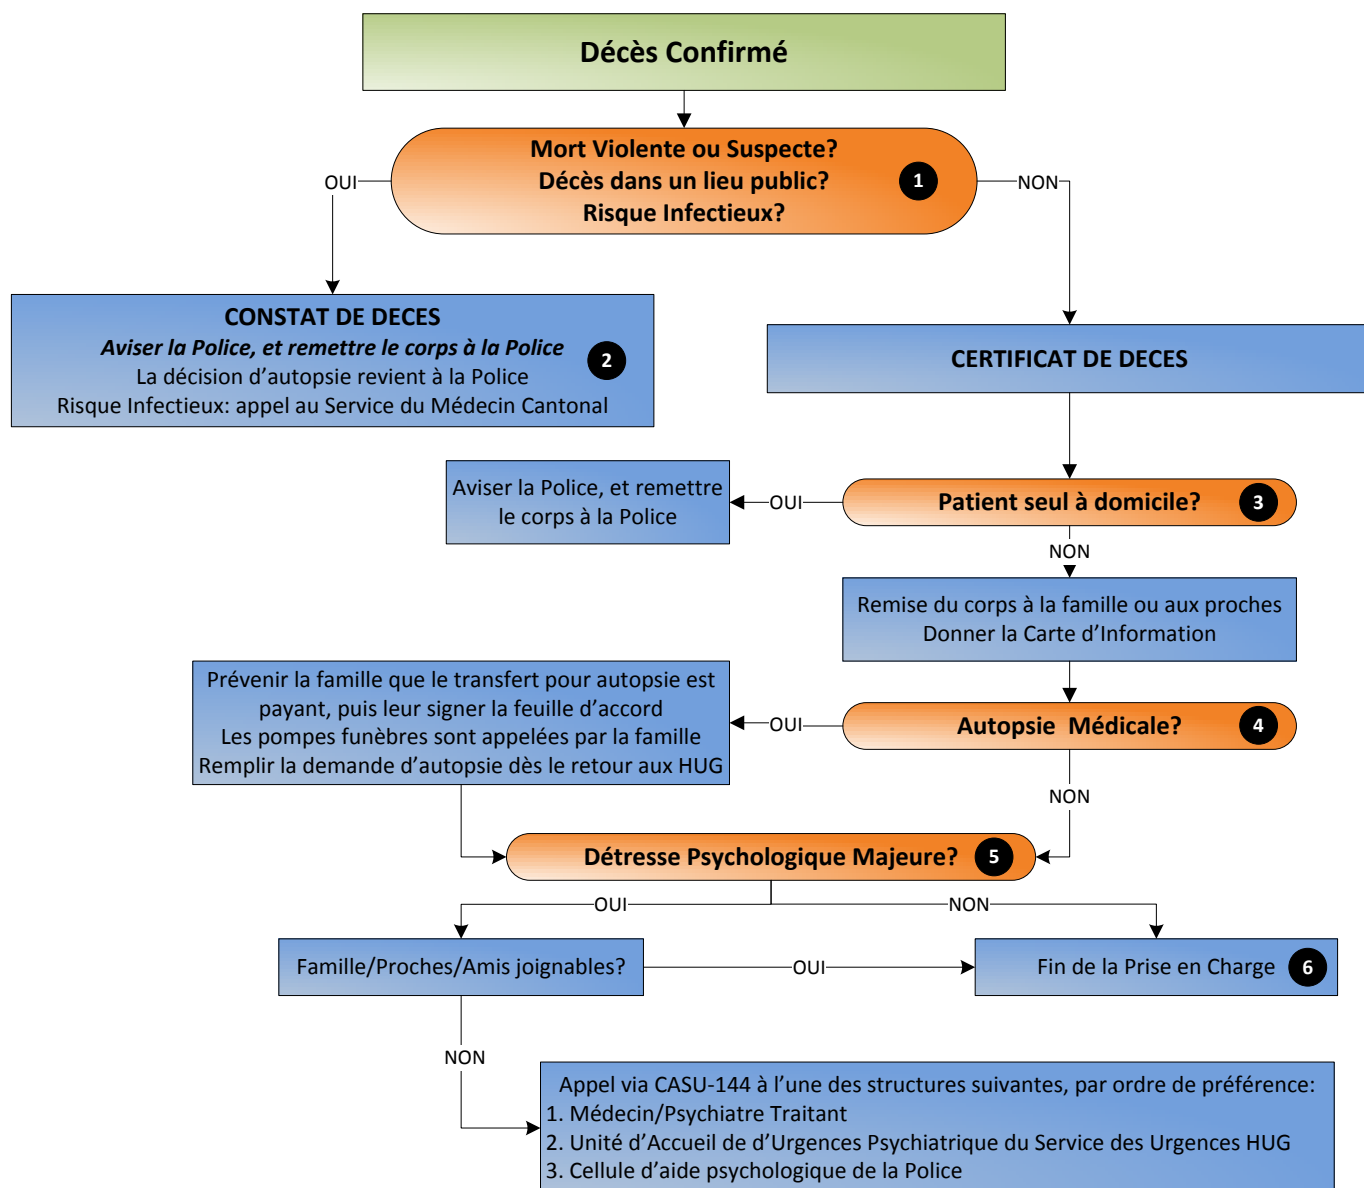 Décès Confirmé
Mort Violente ou Suspecte?
Décès dans un lieu public?
Risque Infectieux?
1
OUI
NON
CONSTAT DE DECES
Aviser la Police, et remettre le corps à la Police
La décision d'autopsie revient à la Police
Risque Infectieux: appel au Service du Médecin Cantonal
2
CERTIFICAT DE DECES
Patient seul à domicile?
3
OUI
Aviser la Police, et remettre
le corps à la Police
NON
Remise du corps à la famille ou aux proches
Donner la Carte d'Information
Autopsie  Médicale?
4
OUI
Prévenir la famille que le transfert pour autopsie est
payant, puis leur signer la feuille d'accord
Les pompes funèbres sont appelées par la famille
Remplir la demande d'autopsie dès le retour aux HUG
NON
Détresse Psychologique Majeure?
5
OUI
NON
Famille/Proches/Amis joignables?
OUI
Fin de la Prise en Charge
6
NON
Appel via CASU-144 à l'une des structures suivantes, par ordre de préférence:
1. Médecin/Psychiatre Traitant
2. Unité d'Accueil de d'Urgences Psychiatrique du Service des Urgences HUG
3. Cellule d'aide psychologique de la Police